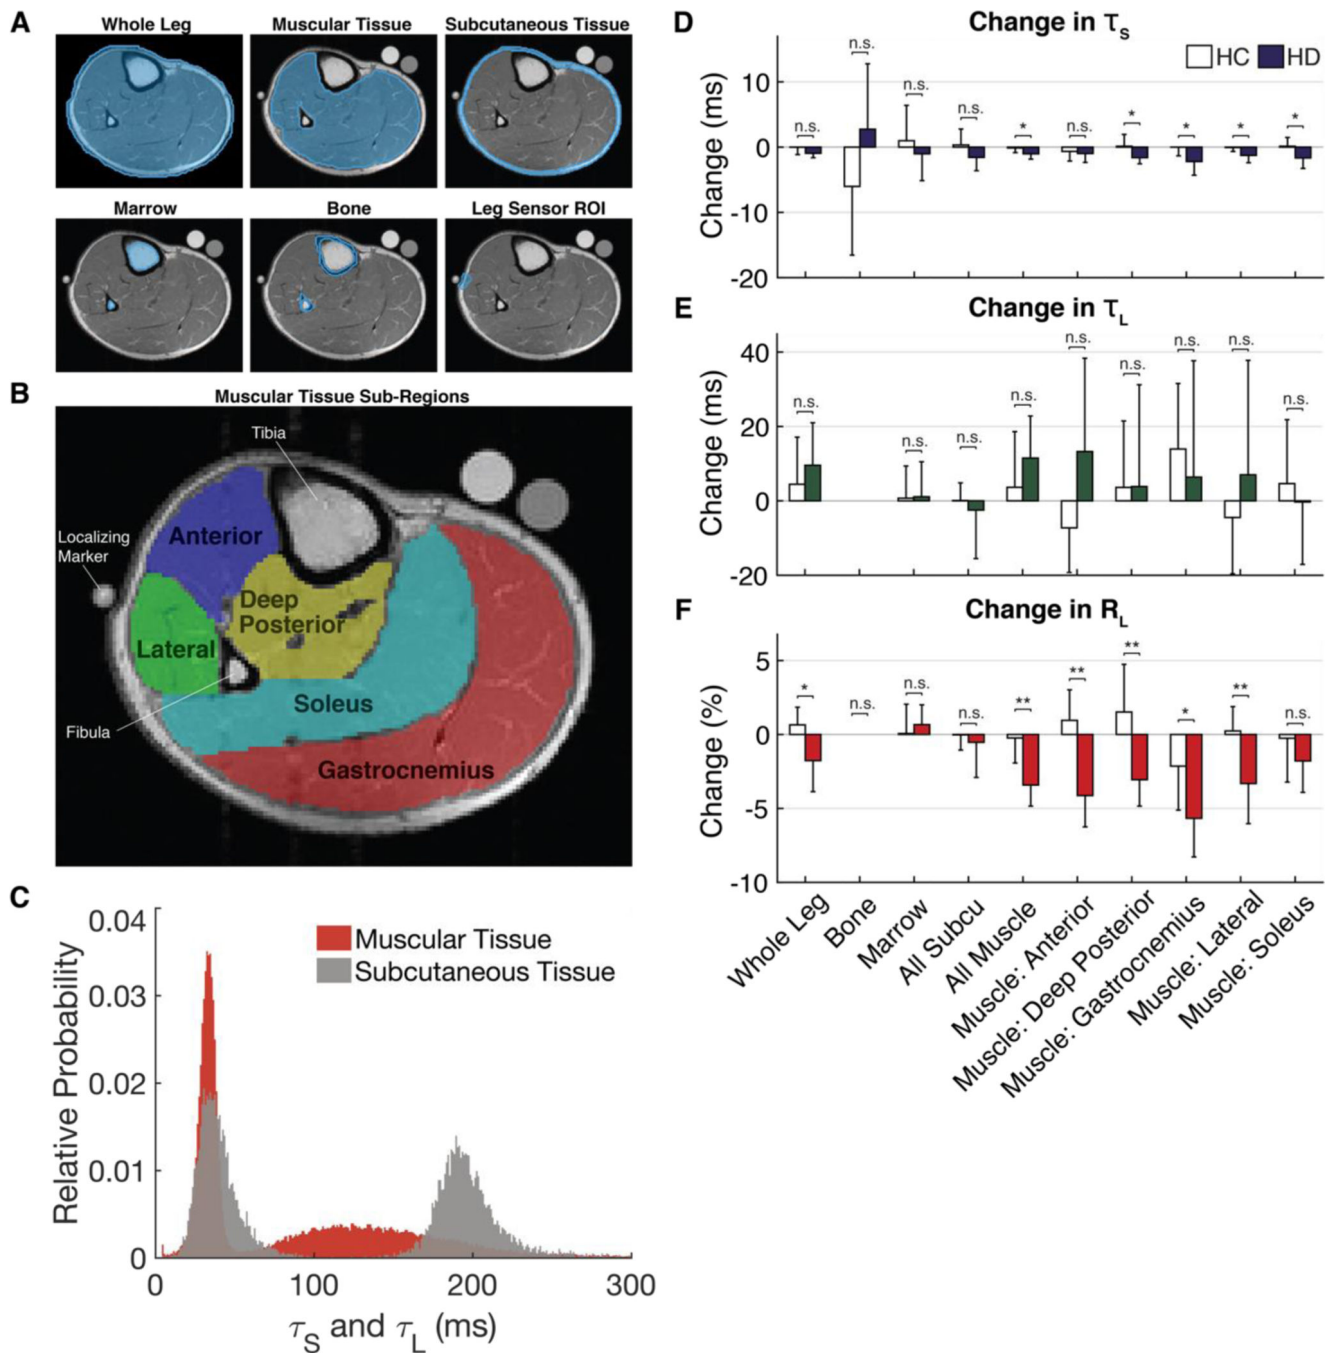 A
Whole Leg
Muscular Tissue
Subcutaneous Tissue
Marrow
Bone
Leg Sensor ROI
B
Muscular Tissue Sub-Regions
Tibia
Localizing
Marker
Anterior
Deep
Posterior
Lateral
Fibula
Soleus
Gastrocnemius
C
Relative Probability
0.04
0.03
0.02
0.01
0
Muscular Tissue
Subcutaneous Tissue
0
100
200
300
τS and τL (ms)
D
Change in τS
HC
HD
Change (ms)
10
0
-10
-20
n.s.
n.s.
n.s.
n.s.
*
n.s.
*
*
*
*
E
Change in τL
Change (ms)
40
20
0
-20
n.s.
n.s.
n.s.
n.s.
n.s.
n.s.
n.s.
n.s.
n.s.
F
Change in RL
Change (%)
5
0
-5
-10
*
n.s.
n.s.
n.s.
**
**
**
*
**
n.s.
Whole Leg
Bone
Marrow
All Subcu
All Muscle
Muscle: Anterior
Muscle: Deep Posterior
Muscle: Gastrocnemius
Muscle: Lateral
Muscle: Soleus